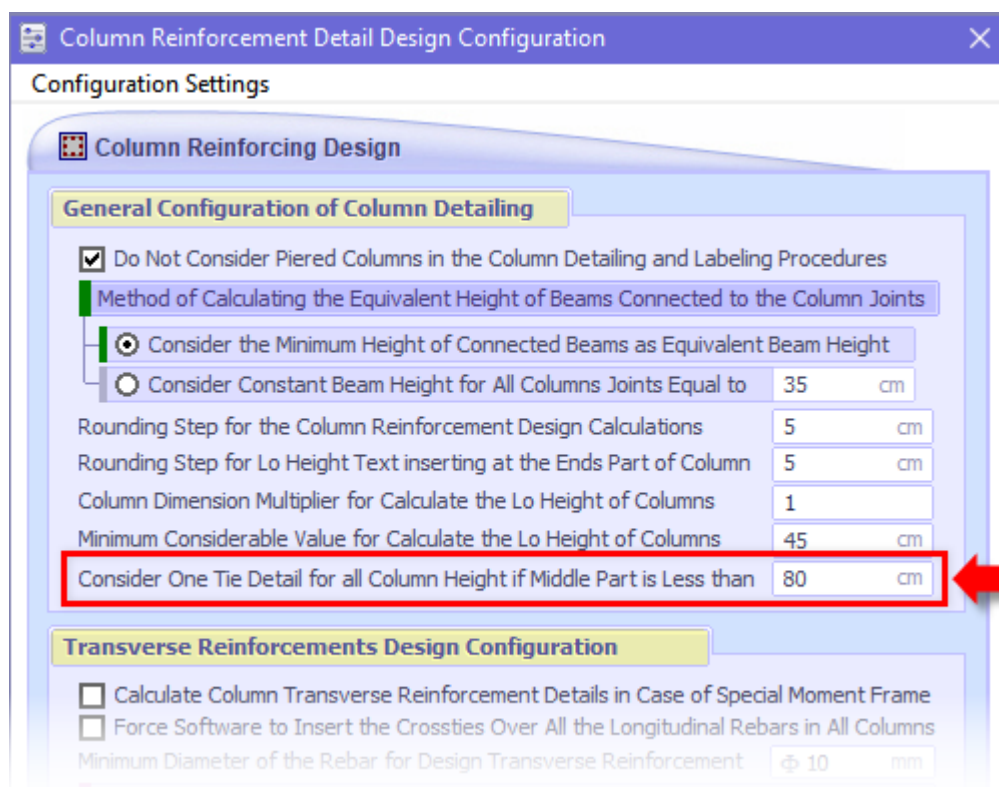 Column Reinforcement Detail Design Configuration
Configuration Settings
Column Reinforcing Design
General Configuration of Column Detailing
Do Not Consider Piered Columns in the Column Detailing and Labeling Procedures
Method of Calculating the Equivalent Height of Beams Connected to the Column Joints
Consider the Minimum Height of Connected Beams as Equivalent Beam Height
Consider Constant Beam Height for All Columns Joints Equal to 35 cm
Rounding Step for the Column Reinforcement Design Calculations 5 cm
Rounding Step for Lo Height Text inserting at the Ends Part of Column 5 cm
Column Dimension Multiplier for Calculate the Lo Height of Columns 1
Minimum Considerable Value for Calculate the Lo Height of Columns 45 cm
Consider One Tie Detail for all Column Height if Middle Part is Less than 80 cm
Transverse Reinforcements Design Configuration
Calculate Column Transverse Reinforcement Details in Case of Special Moment Frame
Force Software to Insert the Crossties Over All the Longitudinal Rebars in All Columns
Minimum Diameter of the Rebar for Design Transverse Reinforcement Φ 10 mm